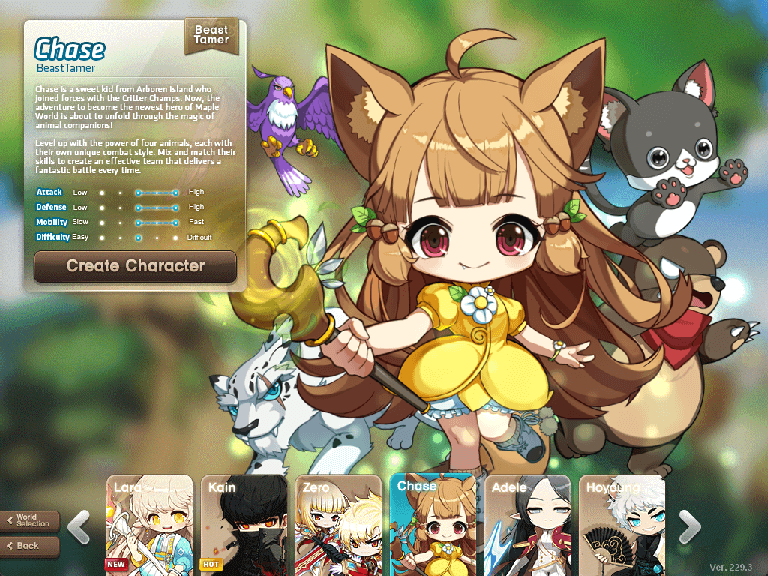 Beast
Tamer
Chase
Beast Tamer
Chase is a sweet kid from Arboren Island who
joined forces with the Critter Champs. Now, the
adventure to become the newest hero of Maple
World is about to unfold through the magic of
animal companions!
Level up with the power of four animals, each with
their own unique combat style. Mix and match their
skills to create an effective team that delivers a
fantastic battle every time.
Attack Low High
Defense Low High
Mobility Slow Fast
Difficulty Easy Difficult
Create Character
Lara
Kain
Zero
Chase
Adele
Hoyoung
World
Selection
Back
NEW
HOT
Ver. 229.3